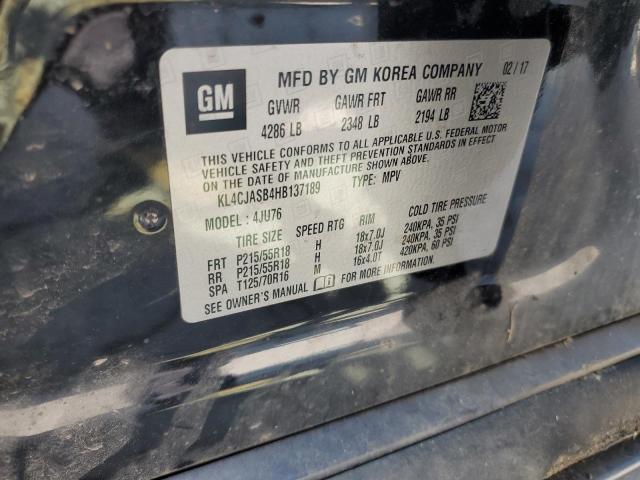 GM
MFD BY GM KOREA COMPANY 02/17
GVWR GAWR FRT GAWR RR
4286 LB 2348 LB 2194 LB
THIS VEHICLE CONFORMS TO ALL APPLICABLE U.S. FEDERAL MOTOR
VEHICLE SAFETY AND THEFT PREVENTION STANDARDS IN EFFECT
ON THE DATE OF MANUFACTURE SHOWN ABOVE.
KL4CJASB4HB137189 TYPE: MPV
MODEL: 4JU76
TIRE SIZE SPEED RTG RIM COLD TIRE PRESSURE
FRT P215/55R18 H 18x7.0J 240KPA, 35 PSI
RR P215/55R18 H 18x7.0J 240KPA, 35 PSI
SPA T125/70R16 M 16x4.0T 420KPA, 60 PSI
SEE OWNER'S MANUAL FOR MORE INFORMATION.